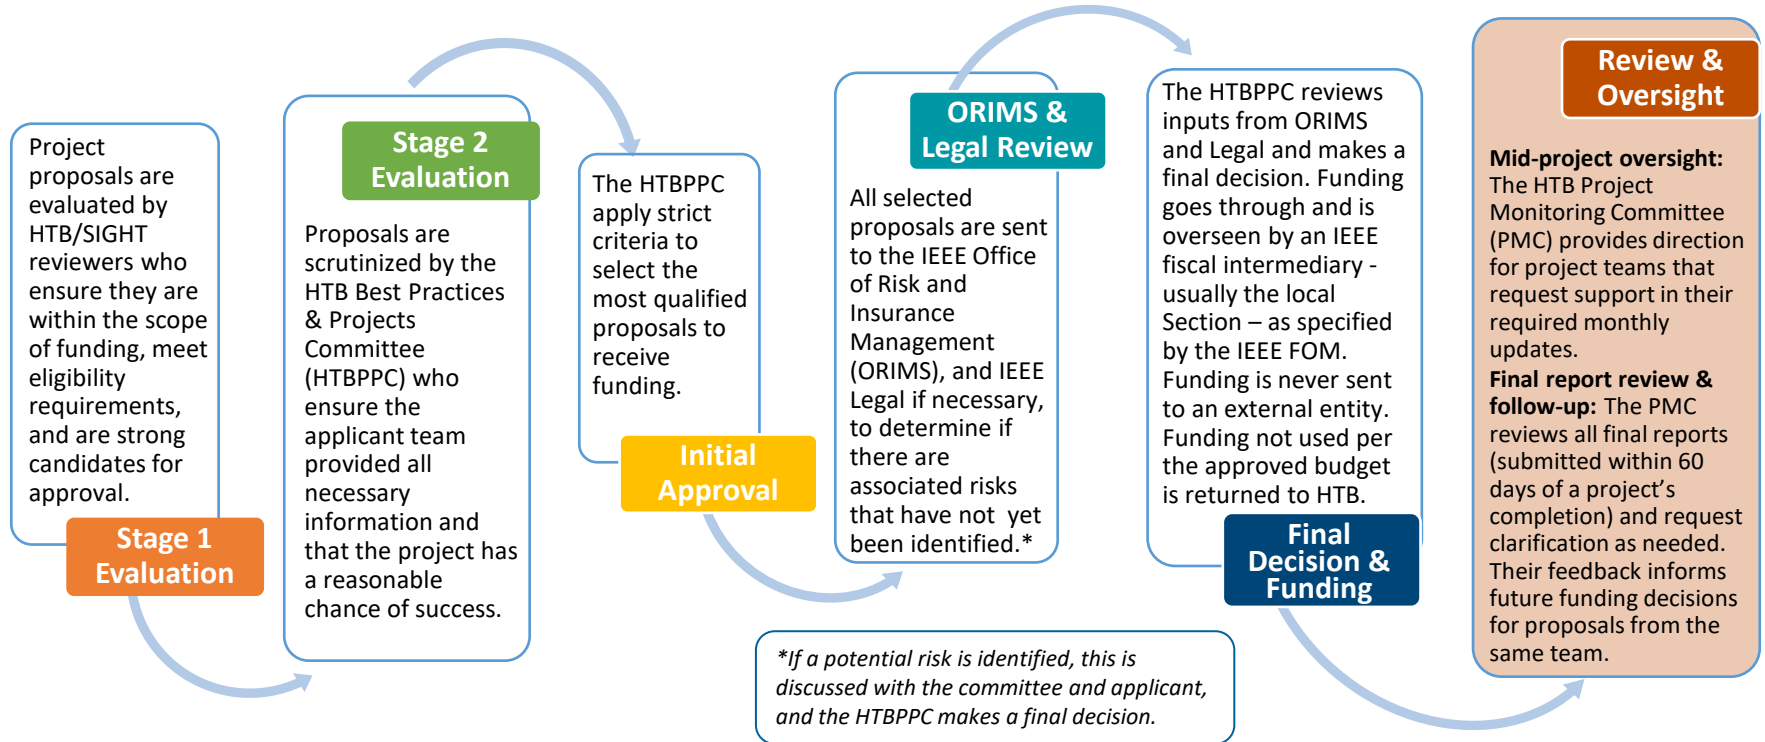 Project
proposals are
evaluated by
HTB/SIGHT
reviewers who
ensure they are
within the scope
of funding, meet
eligibility
requirements,
and are strong
candidates for
approval.
Stage 1
Evaluation
Stage 2
Evaluation
Proposals are
scrutinized by the
HTB Best Practices
& Projects
Committee
(HTBPPC) who
ensure the
applicant team
provided all
necessary
information and
that the project has
a reasonable
chance of success.
The HTBPPC
apply strict
criteria to
select the
most qualified
proposals to
receive
funding.
Initial
Approval
ORIMS &
Legal Review
All selected
proposals are sent
to the IEEE Office
of Risk and
Insurance
Management
(ORIMS), and IEEE
Legal if necessary,
to determine if
there are
associated risks
that have not yet
been identified.*
The HTBPPC reviews
inputs from ORIMS
and Legal and makes a
final decision. Funding
goes through and is
overseen by an IEEE
fiscal intermediary -
usually the local
Section – as specified
by the IEEE FOM.
Funding is never sent
to an external entity.
Funding not used per
the approved budget
is returned to HTB.
Final
Decision &
Funding
Review &
Oversight
Mid-project oversight:
The HTB Project
Monitoring Committee
(PMC) provides direction
for project teams that
request support in their
required monthly
updates.
Final report review &
follow-up: The PMC
reviews all final reports
(submitted within 60
days of a project’s
completion) and request
clarification as needed.
Their feedback informs
future funding decisions
for proposals from the
same team.
*If a potential risk is identified, this is
discussed with the committee and applicant,
and the HTBPPC makes a final decision.